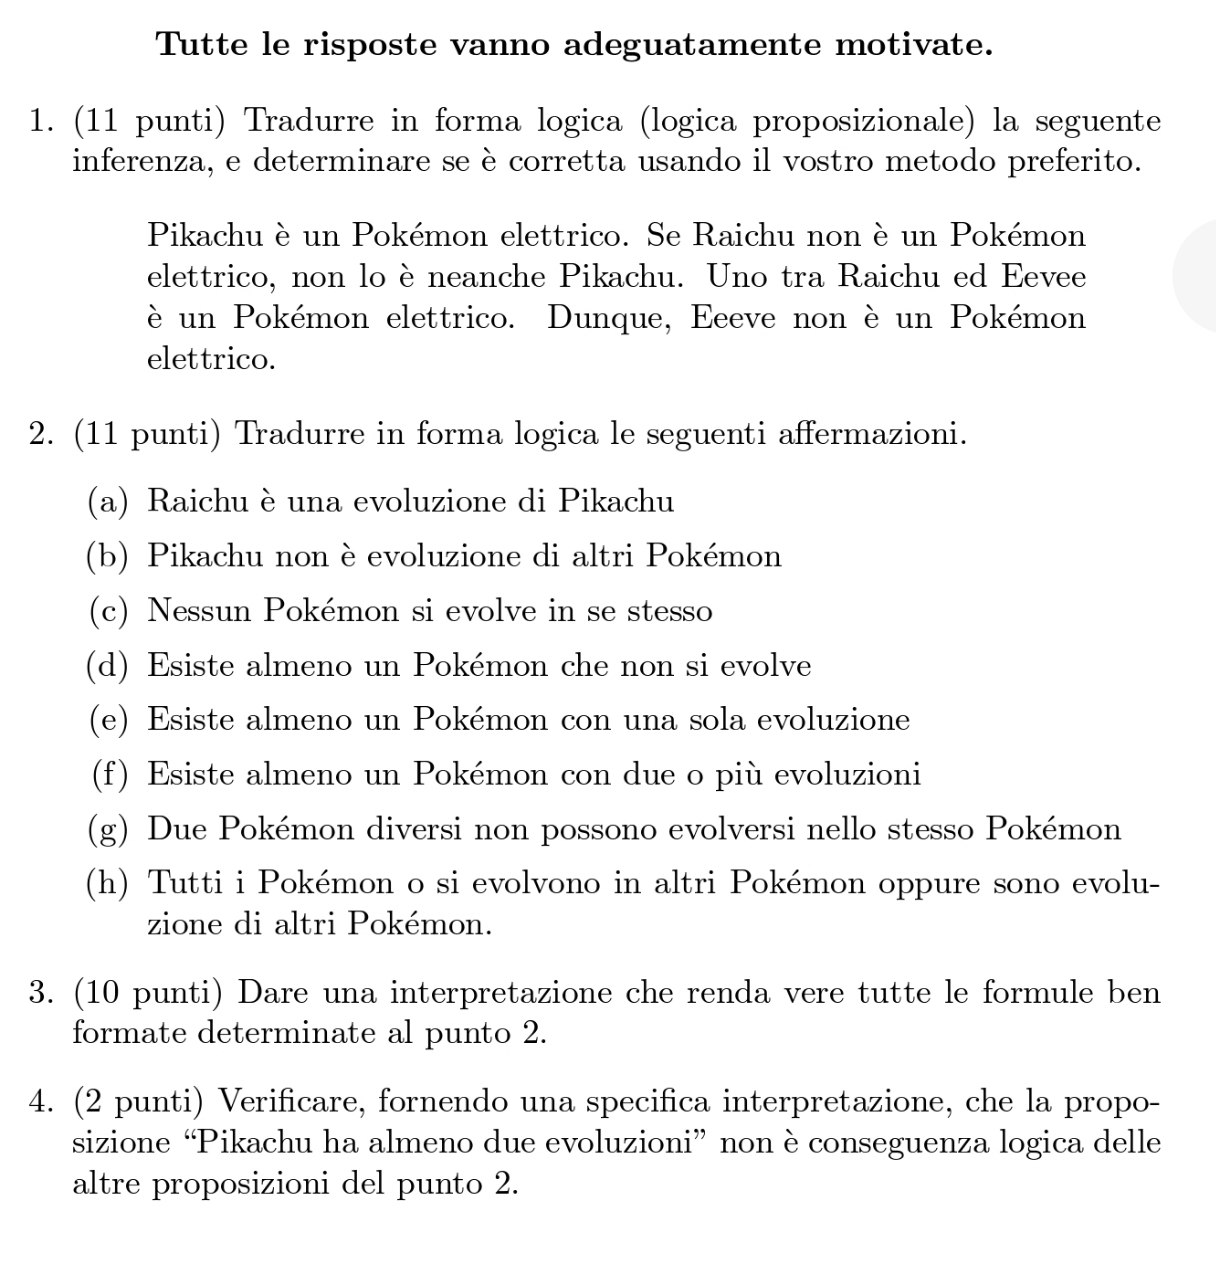 Tutte le risposte vanno adeguatamente motivate.
1. (11 punti) Tradurre in forma logica (logica proposizionale) la seguente
inferenza, e determinare se è corretta usando il vostro metodo preferito.
Pikachu è un Pokémon elettrico. Se Raichu non è un Pokémon
elettrico, non lo è neanche Pikachu. Uno tra Raichu ed Eevee
è un Pokémon elettrico. Dunque, Eeeve non è un Pokémon
elettrico.
2. (11 punti) Tradurre in forma logica le seguenti affermazioni.
(a) Raichu è una evoluzione di Pikachu
(b) Pikachu non è evoluzione di altri Pokémon
(c) Nessun Pokémon si evolve in se stesso
(d) Esiste almeno un Pokémon che non si evolve
(e) Esiste almeno un Pokémon con una sola evoluzione
(f) Esiste almeno un Pokémon con due o più evoluzioni
(g) Due Pokémon diversi non possono evolversi nello stesso Pokémon
(h) Tutti i Pokémon o si evolvono in altri Pokémon oppure sono evolu-
zione di altri Pokémon.
3. (10 punti) Dare una interpretazione che renda vere tutte le formule ben
formate determinate al punto 2.
4. (2 punti) Verificare, fornendo una specifica interpretazione, che la propo-
sizione “Pikachu ha almeno due evoluzioni” non è conseguenza logica delle
altre proposizioni del punto 2.